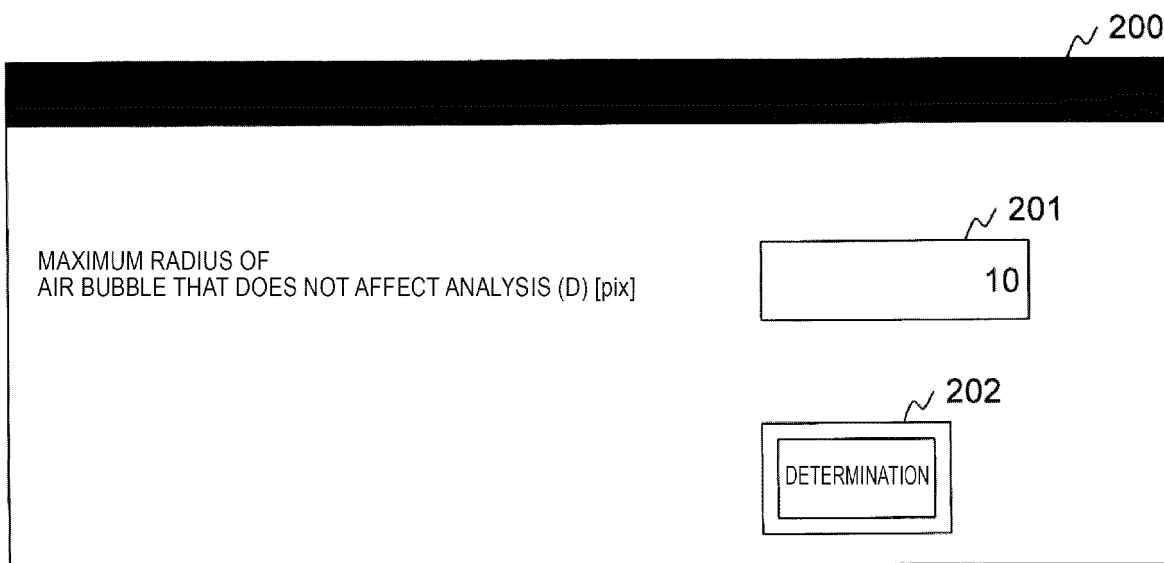 200
201
MAXIMUM RADIUS OF
AIR BUBBLE THAT DOES NOT AFFECT ANALYSIS (D) [pix]
10
202
DETERMINATION